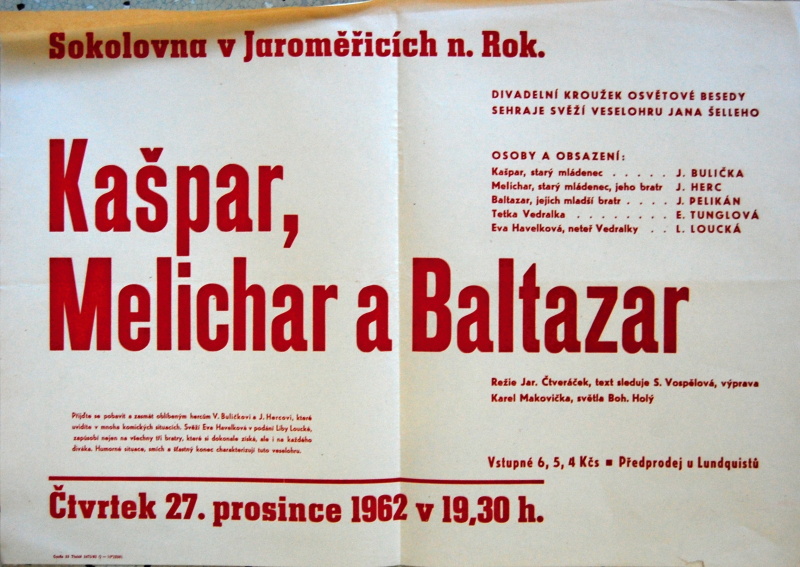 Sokolovna v Jaroměřicích n. Rok.
DIVADELNÍ KROUŽEK OSVĚTOVÉ BESEDY
SEHRAJE SVĚŽÍ VESELOHRU JANA ŠELLEHO
Kašpar,
Melichar a Baltazar
OSOBY A OBSAZENÍ:
Kašpar, starý mládenec . . . . . J. BULIČKA
Melichar, starý mládenec, jeho bratr J. HERC
Baltazar, jejich mladší bratr . . . . J. PELIKÁN
Tetka Vedralka . . . . . . . . E. TUNGLOVÁ
Eva Havelková, neteř Vedralky . . L. LOUCKÁ
Režie Jar. Čtveráček, text sleduje S. Vospělová, výprava
Karel Makovička, světla Boh. Holý
Přijďte se pobavit a zasmát oblíbeným hercům V. Buličkovi a J. Hercovi, které
uvidíte v mnoha komických situacích. Svěží Eva Havelková v podání Liby Loucké,
zapůsobí nejen na všechny tři bratry, které si dokonale získá, ale i na každého
diváka. Humorné situace, smích a šťastný konec charakterizují tuto veselohru.
Vstupné 6, 5, 4 Kčs ■ Předprodej u Lundquistů
Čtvrtek 27. prosince 1962 v 19,30 h.